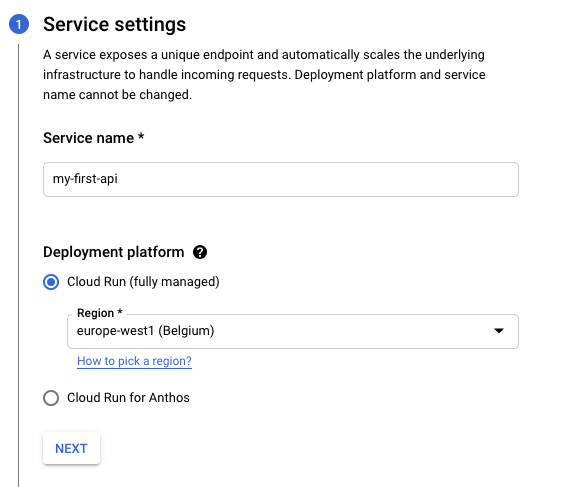 1 Service settings
A service exposes a unique endpoint and automatically scales the underlying
infrastructure to handle incoming requests. Deployment platform and service
name cannot be changed.
Service name *
my-first-api
Deployment platform ?
Cloud Run (fully managed)
Region *
europe-west1 (Belgium)
How to pick a region?
Cloud Run for Anthos
NEXT